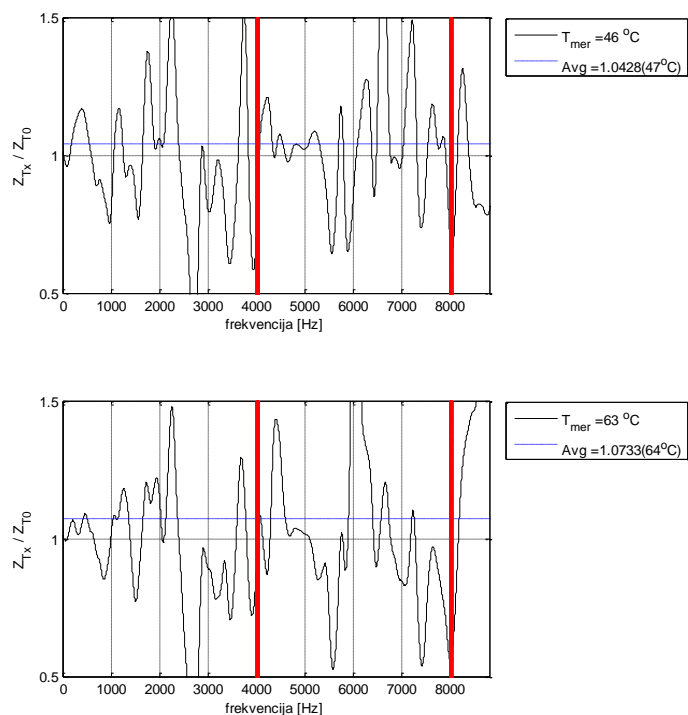 1.5
1
0.5
Z_Tx / Z_T0
0 1000 2000 3000 4000 5000 6000 7000 8000
frekvencija [Hz]
T_mer =46 °C
Avg =1.0428(47°C)
1.5
1
0.5
Z_Tx / Z_T0
0 1000 2000 3000 4000 5000 6000 7000 8000
frekvencija [Hz]
T_mer =63 °C
Avg =1.0733(64°C)